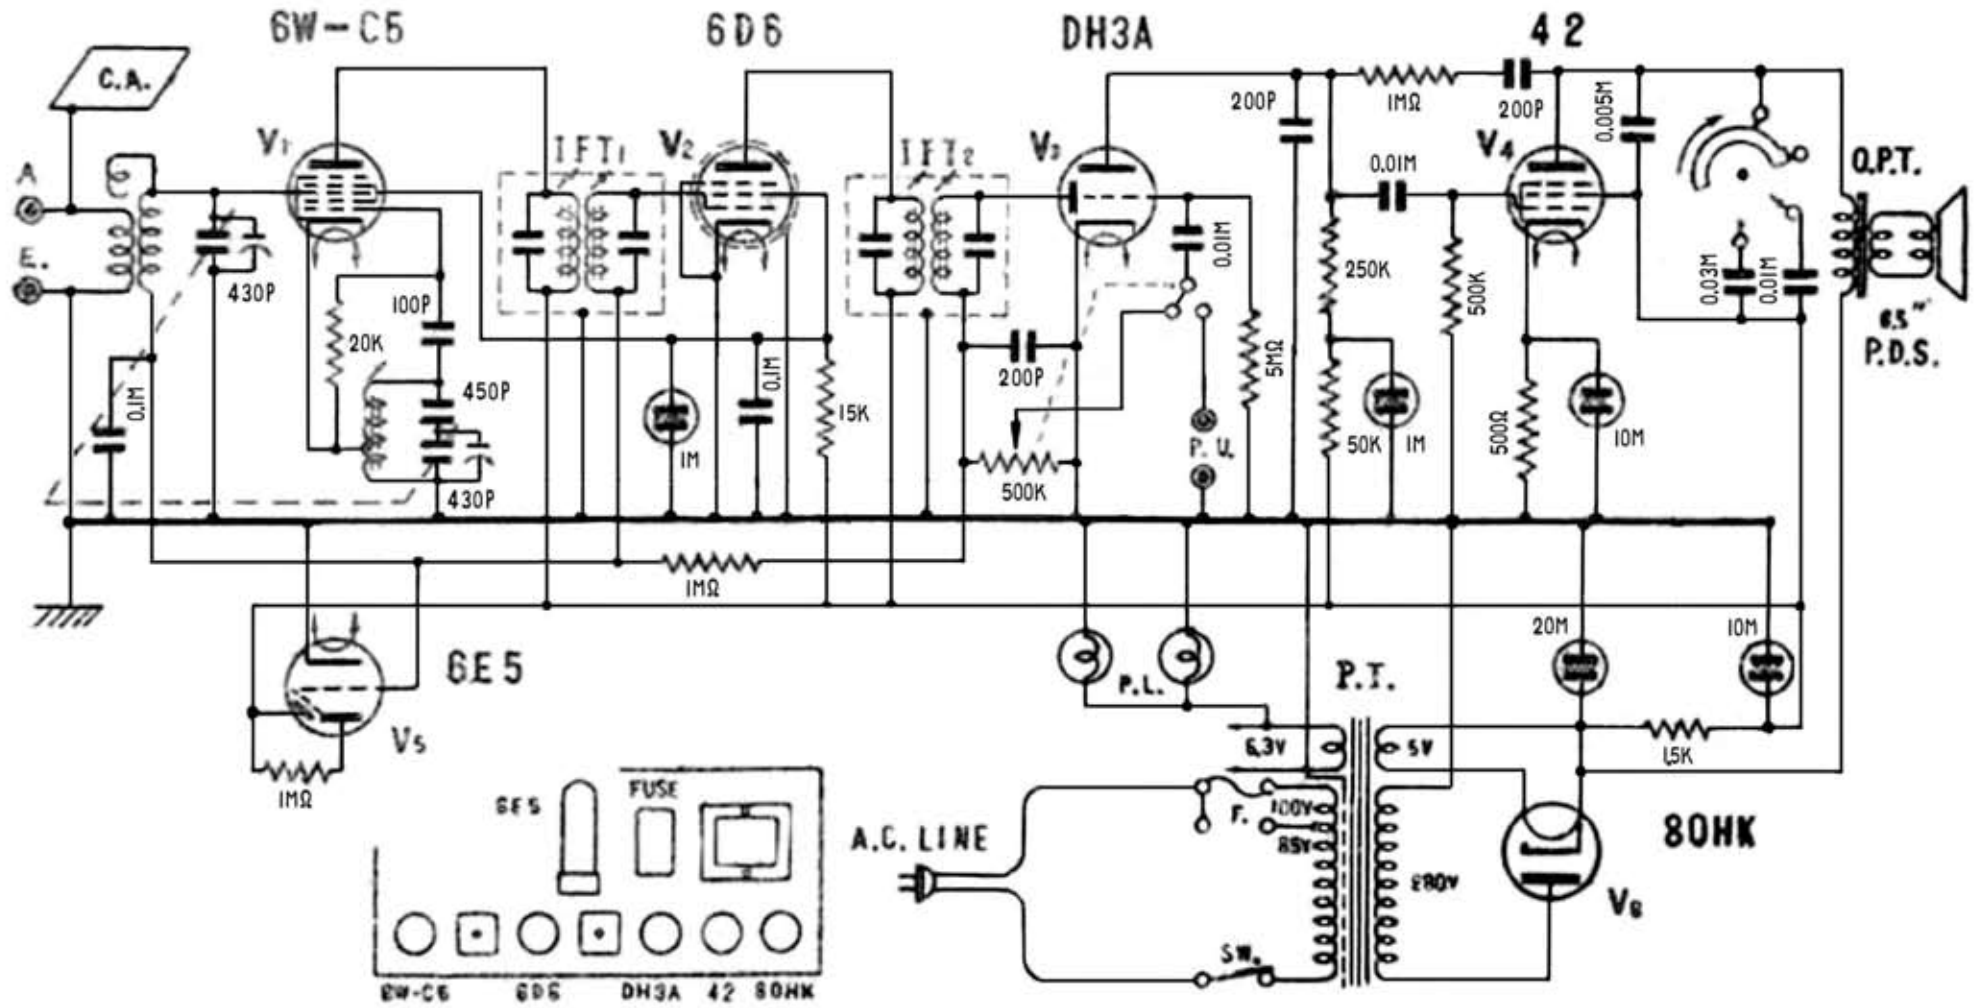 6W-C5
6D6
DH3A
42
C.A.
V1
IFT1
V2
IFT2
V3
200P
1MΩ
200P
0.005M
V4
O.P.T.
A
E.
430P
100P
20K
450P
430P
0.1M
1M
0.1M
15K
200P
500K
0.01M
5MΩ
P.U.
0.01M
250K
500K
50K
1M
500Ω
10M
0.03M
0.01M
6.5"
P.D.S.
1MΩ
6E5
V5
1MΩ
P.L.
P.T.
20M
10M
6.3V
5V
1.5K
100V
85V
F.
A.C. LINE
SW.
280V
80HK
V6
6E5
FUSE
6W-C5
6D6
DH3A
42
80HK